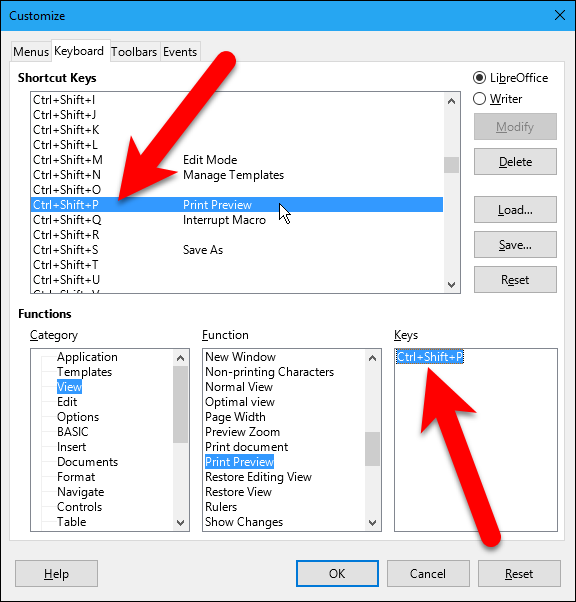 Customize
Menus Keyboard Toolbars Events
Shortcut Keys
Ctrl+Shift+I
Ctrl+Shift+J
Ctrl+Shift+K
Ctrl+Shift+L
Ctrl+Shift+M Edit Mode
Ctrl+Shift+N Manage Templates
Ctrl+Shift+O
Ctrl+Shift+P Print Preview
Ctrl+Shift+Q Interrupt Macro
Ctrl+Shift+R
Ctrl+Shift+S Save As
Ctrl+Shift+T
Ctrl+Shift+U
LibreOffice
Writer
Modify
Delete
Load...
Save...
Reset
Functions
Category
Application
Templates
View
Edit
Options
BASIC
Insert
Documents
Format
Navigate
Controls
Table
Function
New Window
Non-printing Characters
Normal View
Optimal view
Page Width
Preview Zoom
Print document
Print Preview
Restore Editing View
Restore View
Rulers
Show Changes
Keys
Ctrl+Shift+P
Help
OK
Cancel
Reset